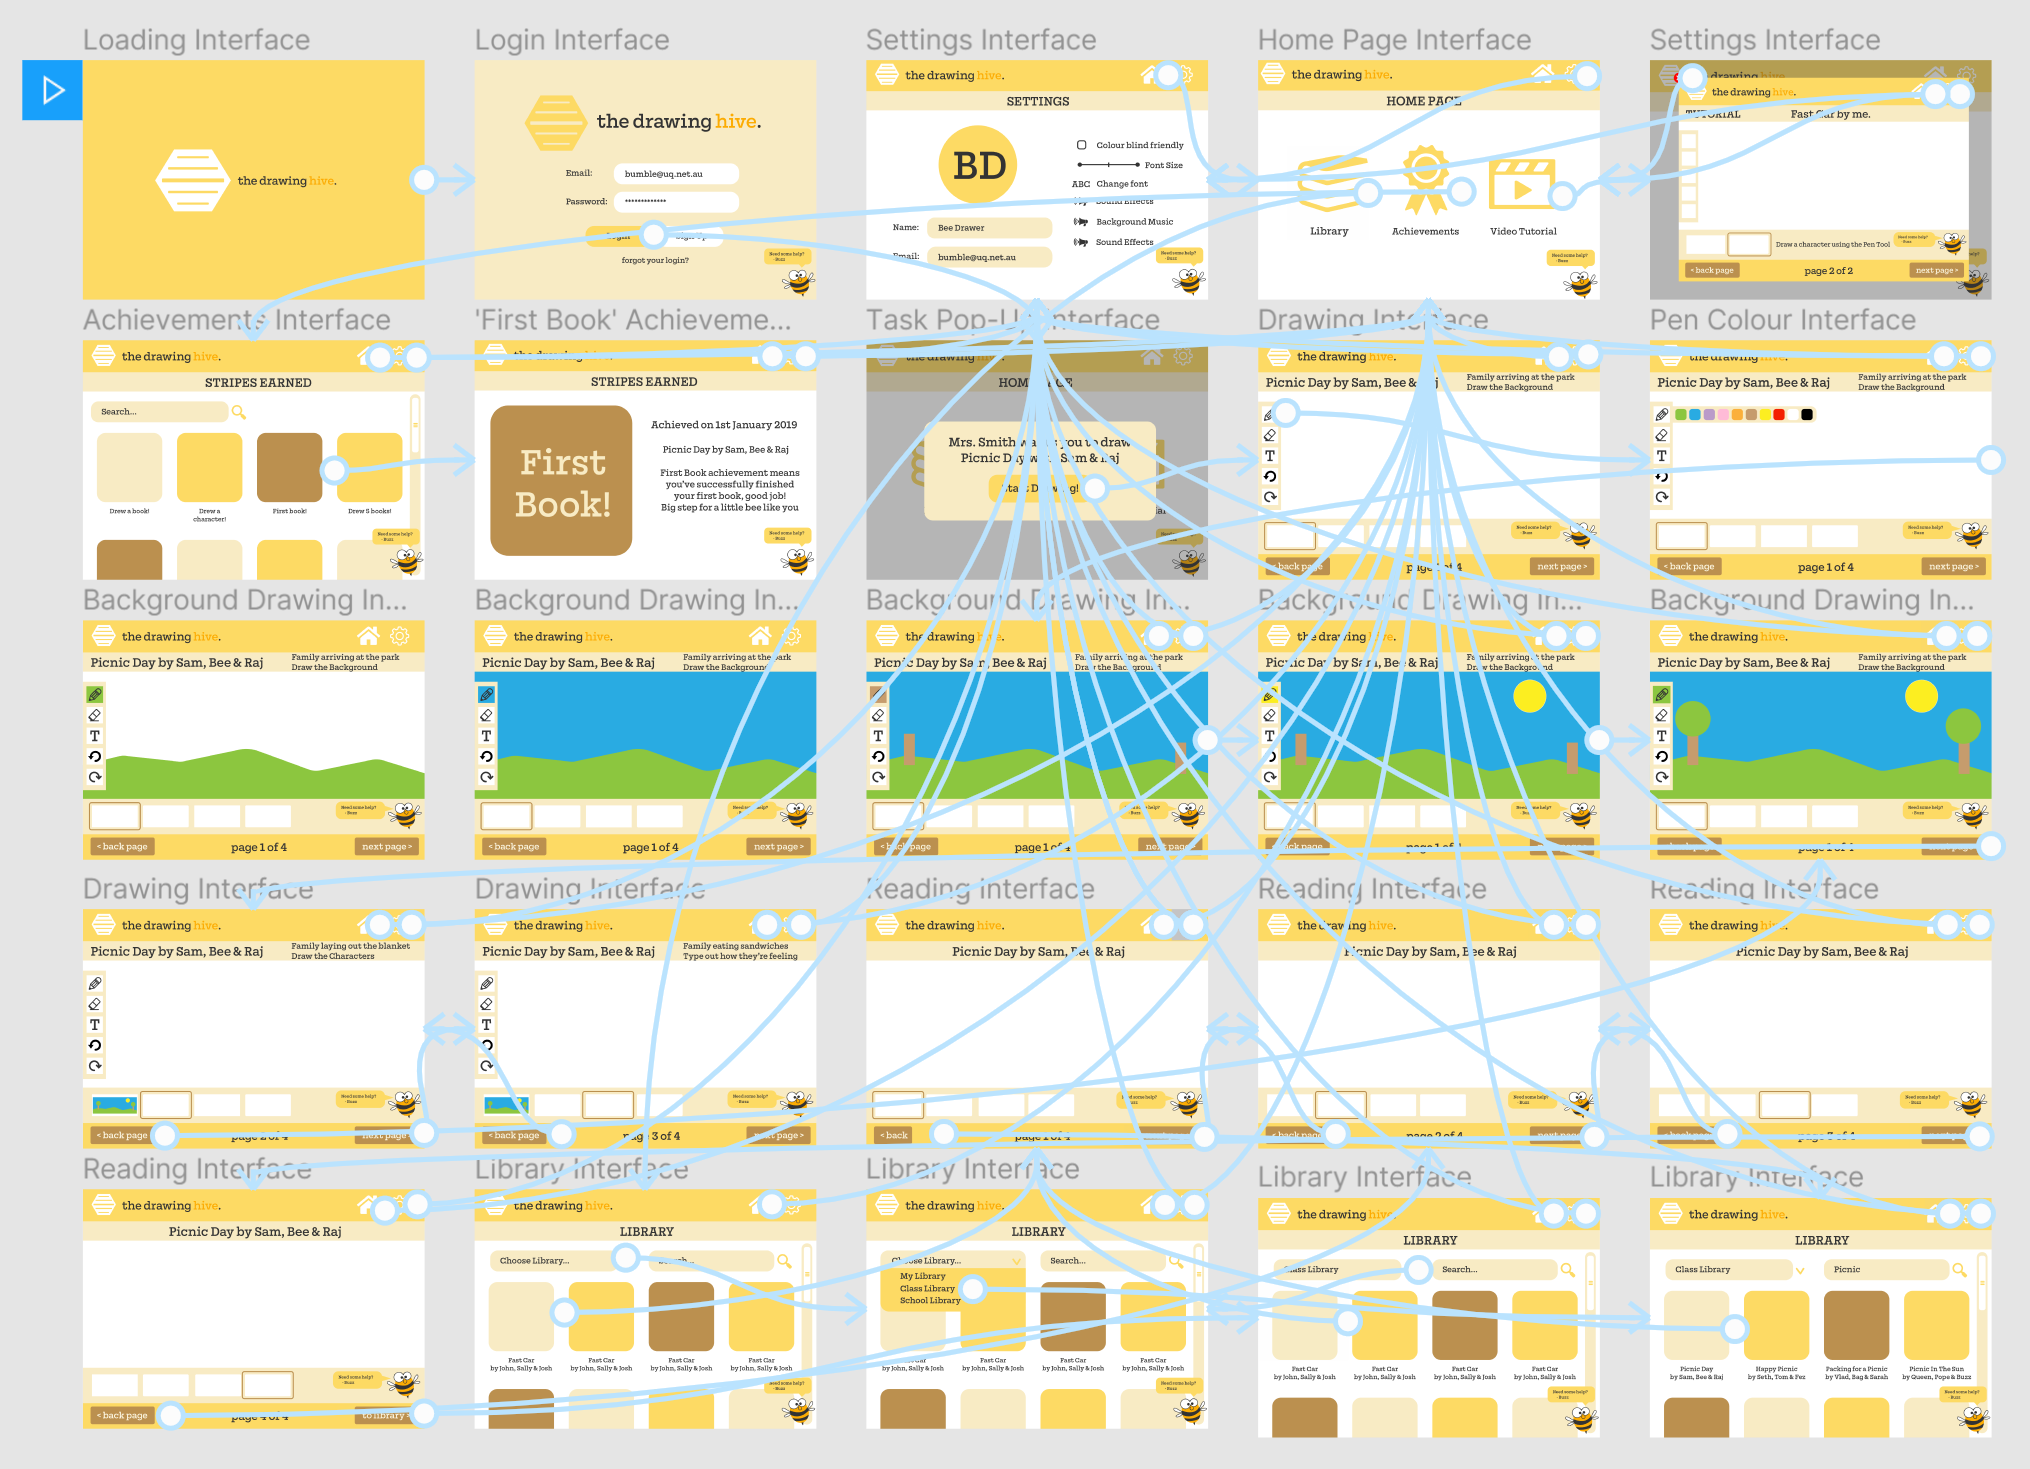 Loading Interface
Login Interface
Settings Interface
Home Page Interface
Settings Interface
the drawing hive.
the drawing hive.
Email:
bumble@uq.net.au
Password:
*************
forgot your login?
Need some help?
- Buzz
the drawing hive.
SETTINGS
BD
Colour blind friendly
Font Size
ABC Change font
Sound Effects
Background Music
Sound Effects
Name:
Bee Drawer
Email:
bumble@uq.net.au
Need some help?
- Buzz
the drawing hive.
HOME PAGE
Library
Achievements
Video Tutorial
Need some help?
- Buzz
the drawing hive.
TUTORIAL
Fast Car by me.
Draw a character using the Pen Tool
Need some help?
- Buzz
< back page
page 2 of 2
next page >
Achievements Interface
'First Book' Achieveme...
Task Pop-Up Interface
Drawing Interface
Pen Colour Interface
the drawing hive.
STRIPES EARNED
Search...
Drew a book!
Drew a
character!
First book!
Drew 5 books!
Need some help?
- Buzz
the drawing hive.
STRIPES EARNED
First
Book!
Achieved on 1st January 2019
Picnic Day by Sam, Bee & Raj
First Book achievement means
you've successfully finished
your first book, good job!
Big step for a little bee like you
Need some help?
- Buzz
the drawing hive.
HOME PAGE
Mrs. Smith wants you to draw
Picnic Day with Sam & Raj
Start Drawing!
the drawing hive.
Picnic Day by Sam, Bee & Raj
Family arriving at the park
Draw the Background
T
Need some help?
- Buzz
< back page
page 1 of 4
next page >
the drawing hive.
Picnic Day by Sam, Bee & Raj
Family arriving at the park
Draw the Background
T
Need some help?
- Buzz
< back page
page 1 of 4
next page >
Background Drawing In...
Background Drawing In...
Background Drawing In...
Background Drawing In...
Background Drawing In...
the drawing hive.
Picnic Day by Sam, Bee & Raj
Family arriving at the park
Draw the Background
T
Need some help?
- Buzz
< back page
page 1 of 4
next page >
the drawing hive.
Picnic Day by Sam, Bee & Raj
Family arriving at the park
Draw the Background
T
Need some help?
- Buzz
< back page
page 1 of 4
next page >
the drawing hive.
Picnic Day by Sam, Bee & Raj
Family arriving at the park
Draw the Background
T
Need some help?
- Buzz
< back page
page 1 of 4
next page >
the drawing hive.
Picnic Day by Sam, Bee & Raj
Family arriving at the park
Draw the Background
T
Need some help?
- Buzz
< back page
page 1 of 4
the drawing hive.
Picnic Day by Sam, Bee & Raj
Family arriving at the park
Draw the Background
T
Need some help?
- Buzz
page 1 of 4
Drawing Interface
Drawing Interface
Reading Interface
Reading Interface
Reading Interface
the drawing hive.
Picnic Day by Sam, Bee & Raj
Family laying out the blanket
Draw the Characters
T
Need some help?
- Buzz
< back page
page 2 of 4
next page >
the drawing hive.
Picnic Day by Sam, Bee & Raj
Family eating sandwiches
Type out how they're feeling
T
Need some help?
- Buzz
< back page
page 3 of 4
next page >
the drawing hive.
Picnic Day by Sam, Bee & Raj
Need some help?
- Buzz
< back
page 1 of 4
the drawing hive.
Picnic Day by Sam, Bee & Raj
Need some help?
- Buzz
< back page
page 2 of 4
next page
the drawing hive.
Picnic Day by Sam, Bee & Raj
Need some help?
- Buzz
page 3 of 4
Reading Interface
Library Interface
Library Interface
Library Interface
Library Interface
the drawing hive.
Picnic Day by Sam, Bee & Raj
Need some help?
- Buzz
< back page
page 4 of 4
to library >
the drawing hive.
LIBRARY
Choose Library...
Search...
Fast Car
by John, Sally & Josh
Fast Car
by John, Sally & Josh
Fast Car
by John, Sally & Josh
Fast Car
by John, Sally & Josh
Need some help?
- Buzz
the drawing hive.
LIBRARY
Choose Library...
Search...
My Library
Class Library
School Library
Fast Car
by John, Sally & Josh
Fast Car
by John, Sally & Josh
Fast Car
by John, Sally & Josh
Fast Car
by John, Sally & Josh
Need some help?
- Buzz
the drawing hive.
LIBRARY
Class Library
Search...
Fast Car
by John, Sally & Josh
Fast Car
by John, Sally & Josh
Fast Car
by John, Sally & Josh
Fast Car
by John, Sally & Josh
Need some help?
- Buzz
the drawing hive.
LIBRARY
Class Library
Picnic
Picnic Day
by Sam, Bee & Raj
Happy Picnic
by Seth, Tom & Fez
Packing for a Picnic
by Vlad, Bag & Sarah
Picnic In The Sun
by Queen, Pope & Buzz
Need some help?
- Buzz